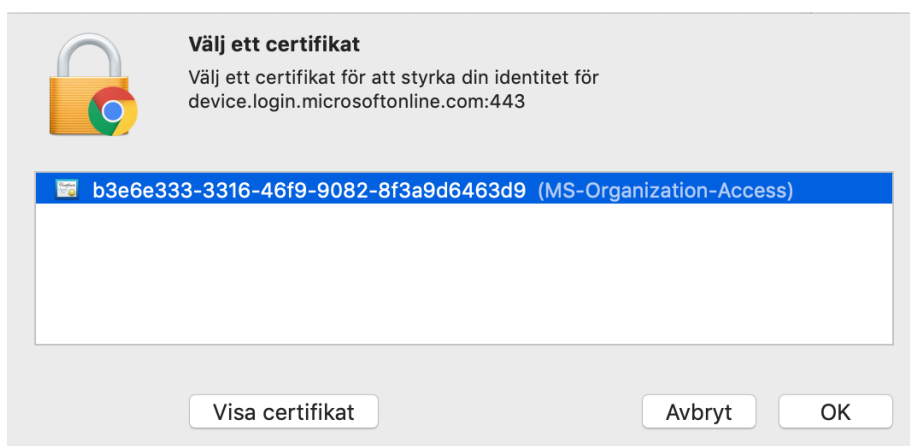 Välj ett certifikat
Välj ett certifikat för att styrka din identitet för
device.login.microsoftonline.com:443
b3e6e333-3316-46f9-9082-8f3a9d6463d9 (MS-Organization-Access)
Visa certifikat
Avbryt
OK